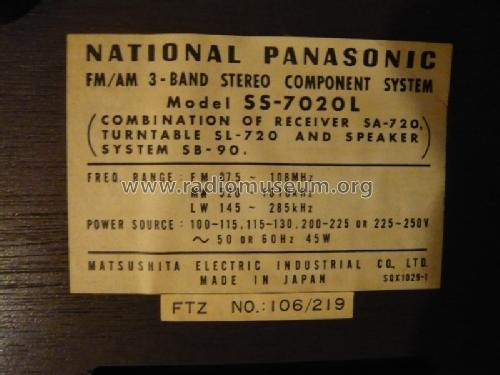 NATIONAL PANASONIC
FM/AM 3-BAND STEREO COMPONENT SYSTEM
Model SS-7020L
(COMBINATION OF RECEIVER SA-720,
TURNTABLE SL-720 AND SPEAKER
SYSTEM SB-90.)
FREQ. RANGE: FM 87.5 ~ 108MHz
www.radiomuseum.org
MW
LW 145 ~ 285kHz
POWER SOURCE: 100-115, 115-130, 200-225 OR 225-250V
~ 50 OR 60Hz 45W
MATSUSHITA ELECTRIC INDUSTRIAL CO., LTD.
MADE IN JAPAN SQX1029-1
FTZ NO.: 106/219